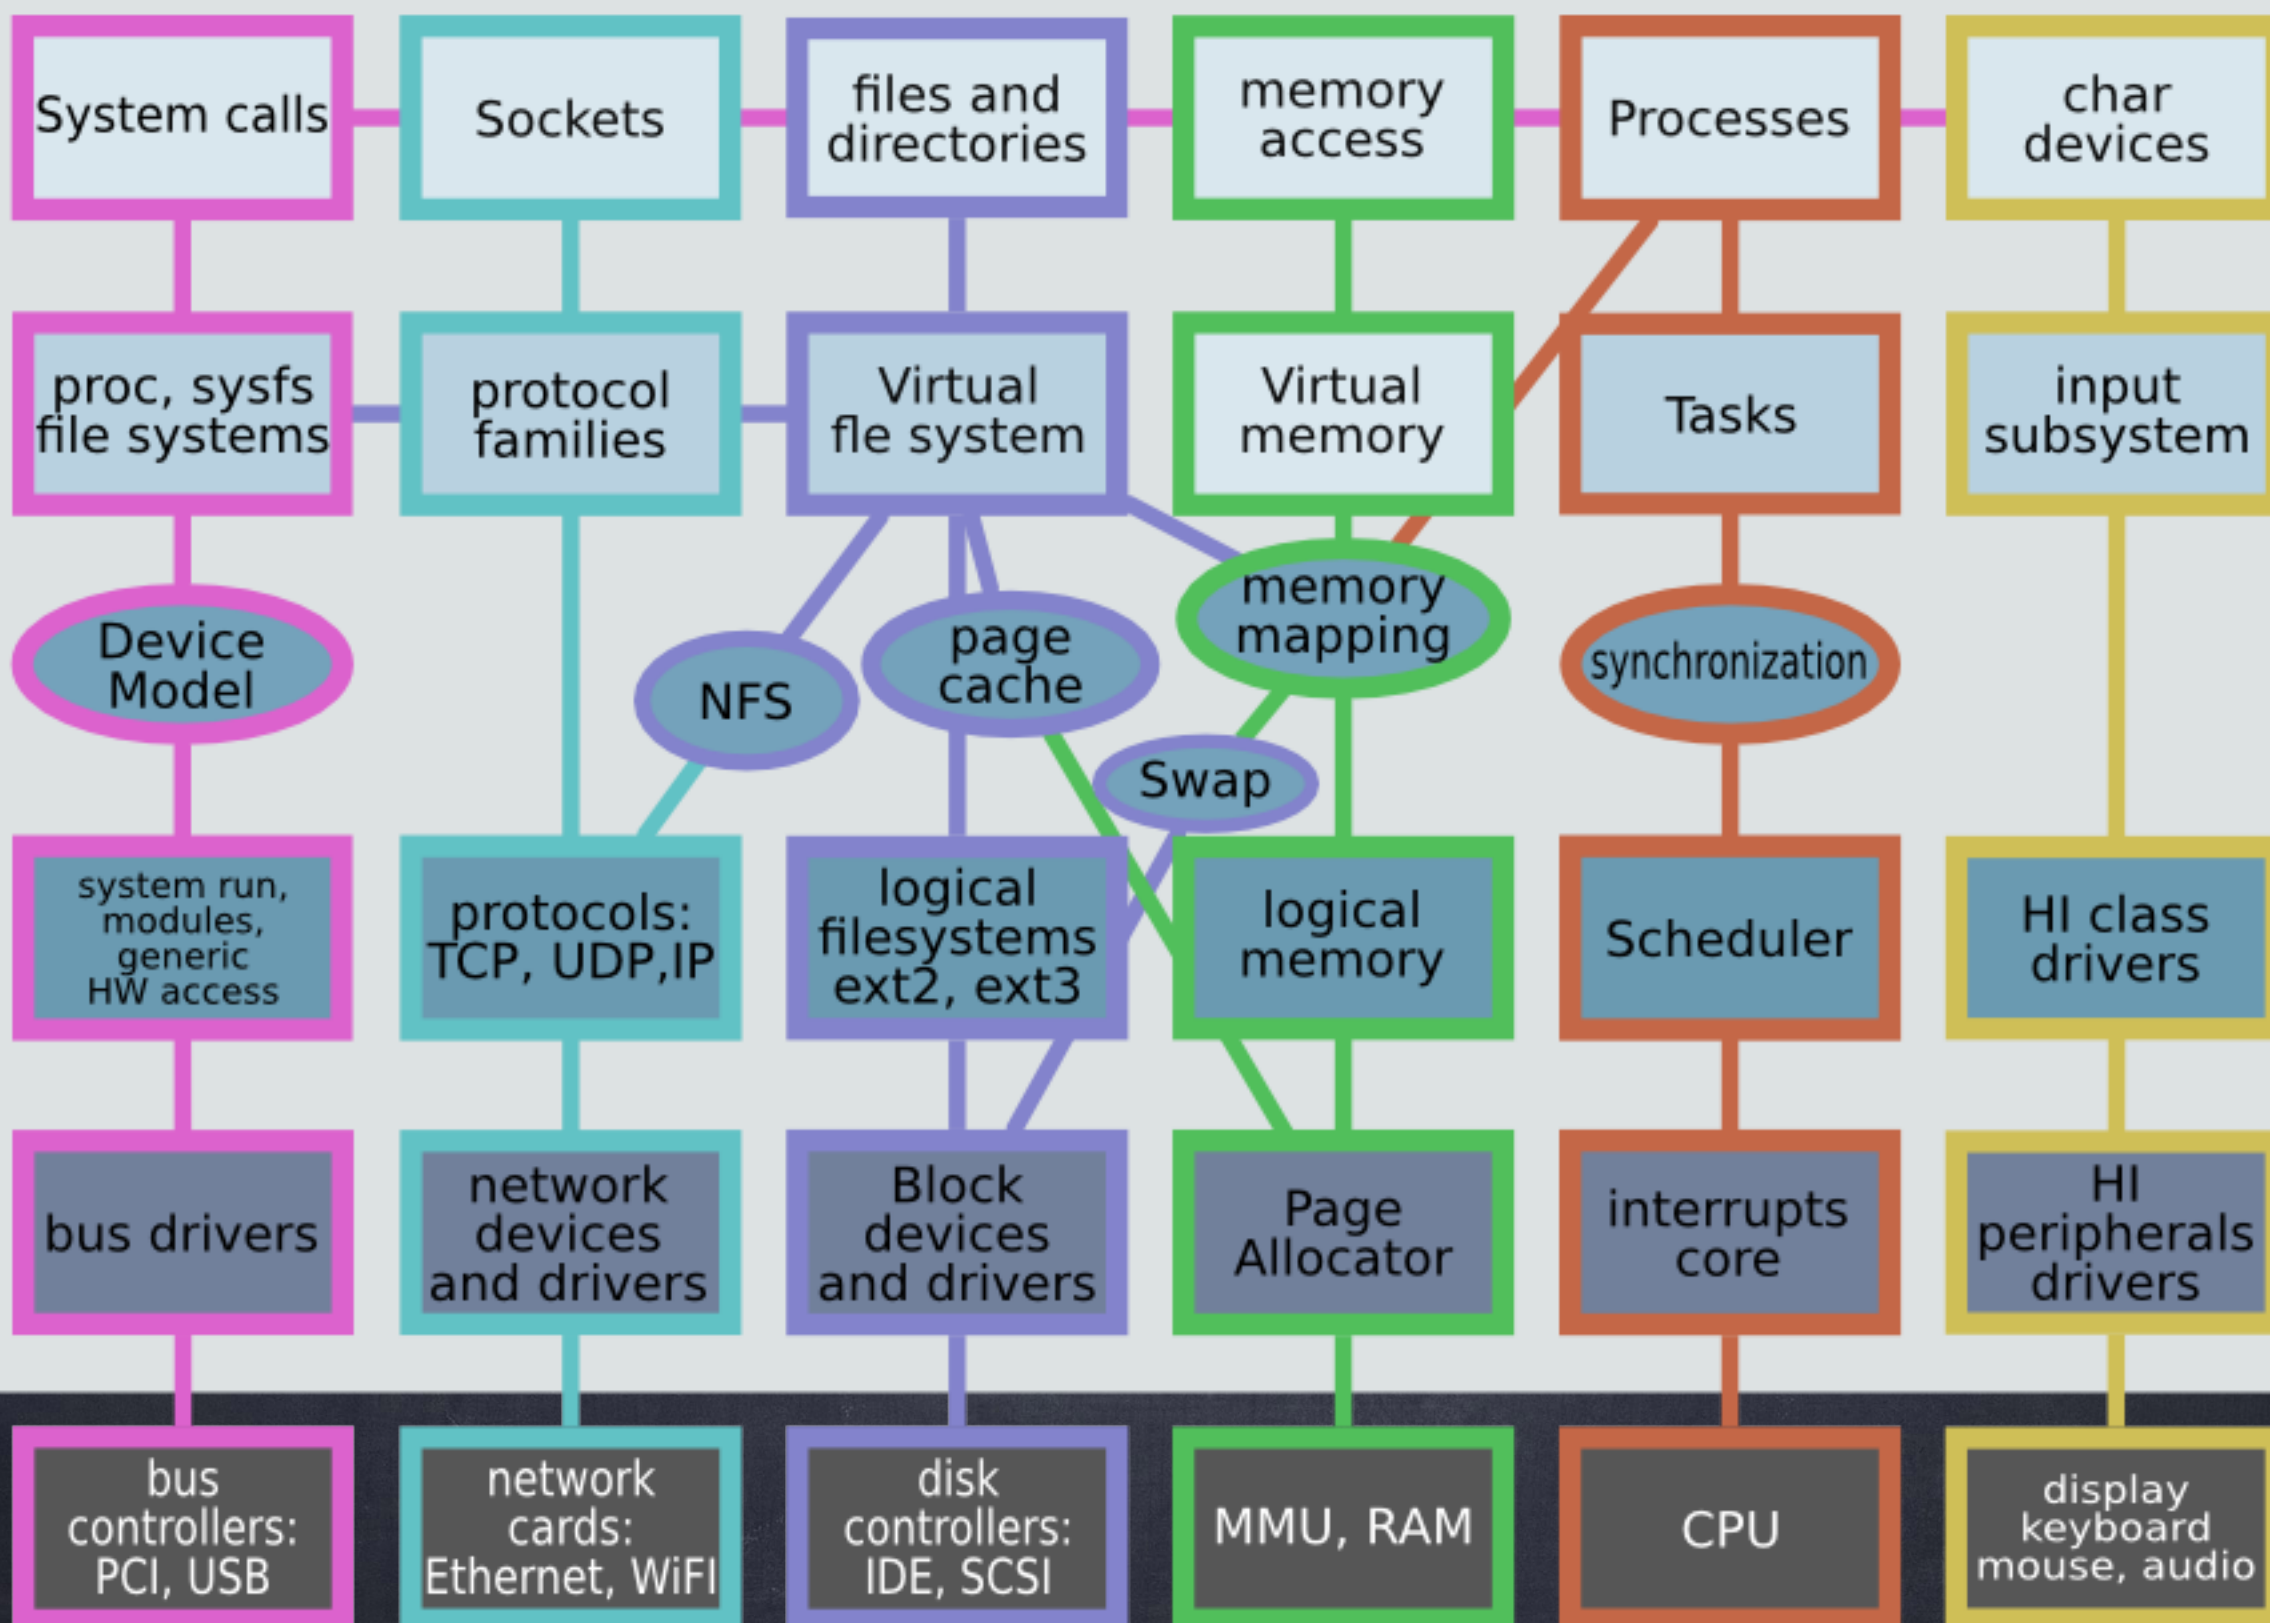 System calls
Sockets
files and
directories
memory
access
Processes
char
devices
proc, sysfs
file systems
protocol
families
Virtual
fle system
Virtual
memory
Tasks
input
subsystem
Device
Model
NFS
page
cache
memory
mapping
Swap
synchronization
system run,
modules,
generic
HW access
protocols:
TCP, UDP,IP
logical
filesystems
ext2, ext3
logical
memory
Scheduler
HI class
drivers
bus drivers
network
devices
and drivers
Block
devices
and drivers
Page
Allocator
interrupts
core
HI
peripherals
drivers
bus
controllers:
PCI, USB
network
cards:
Ethernet, WiFI
disk
controllers:
IDE, SCSI
MMU, RAM
CPU
display
keyboard
mouse, audio